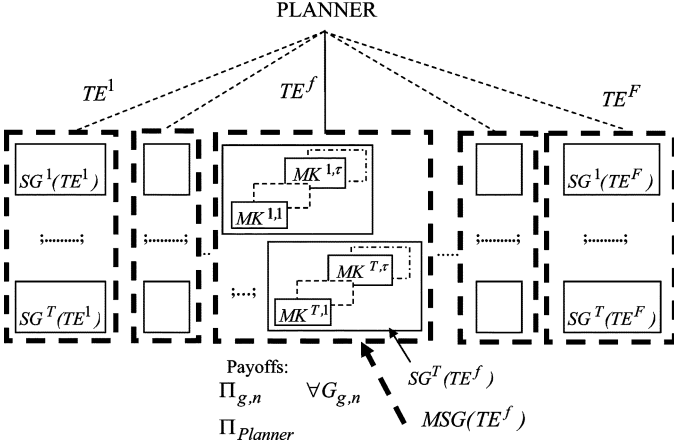 PLANNER
TE^1 TE^f TE^F
SG^1(TE^1) MK^{1,τ} SG^1(TE^F)
MK^{1,1}
;.........; ;.........; ;.........; ;.........;
.. ;...; MK^{T,τ} .....
SG^T(TE^1) MK^{T,1} SG^T(TE^F)
Payoffs: SG^T(TE^f)
Π_{g,n} ∀G_{g,n}
MSG(TE^f)
Π_{Planner}